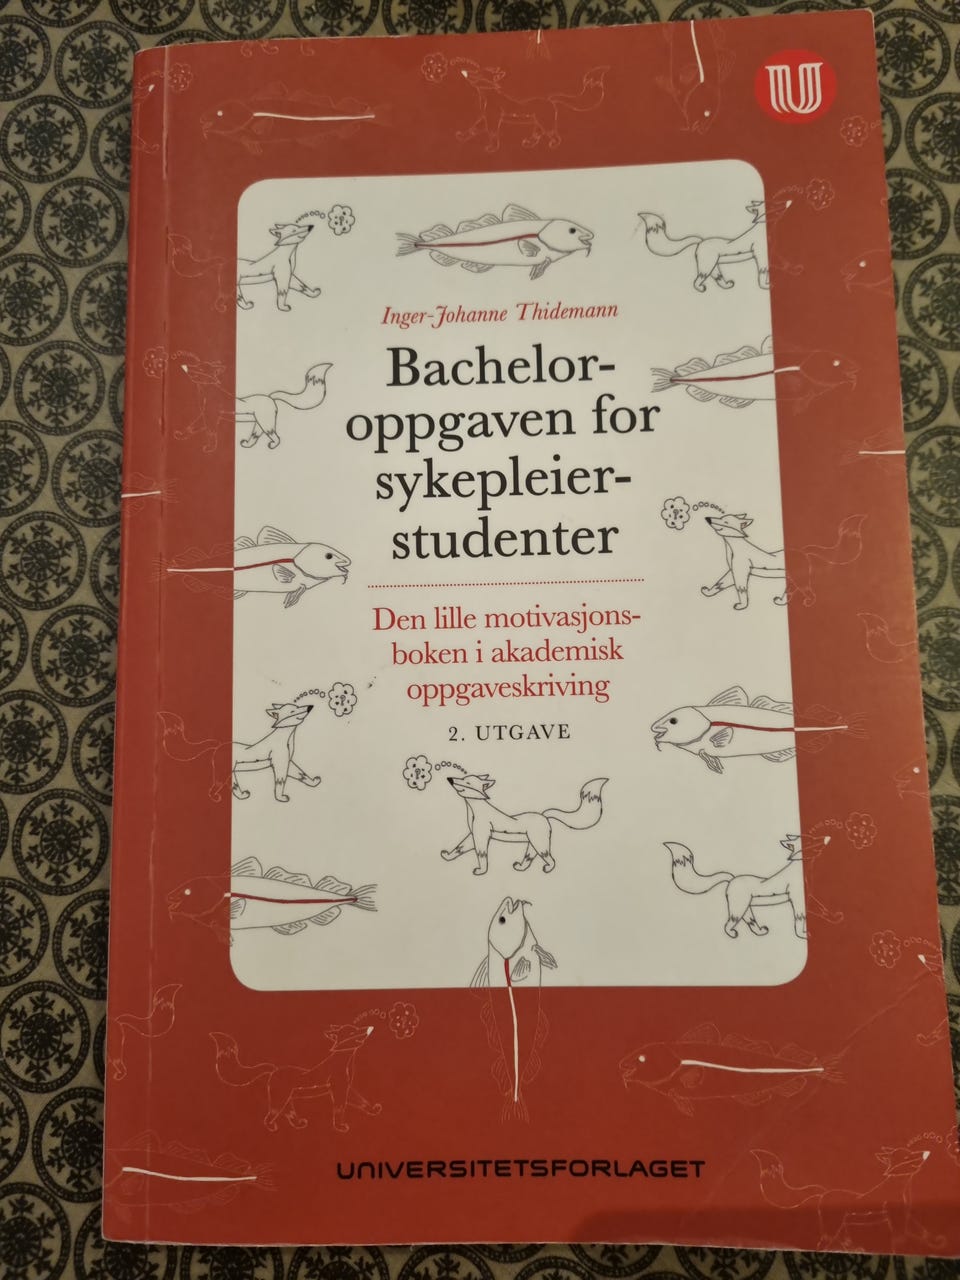 U
Inger-Johanne Thidemann
Bachelor-
oppgaven for
sykepleier-
studenter
Den lille motivasjons-
boken i akademisk
oppgaveskriving
2. UTGAVE
UNIVERSITETSFORLAGET